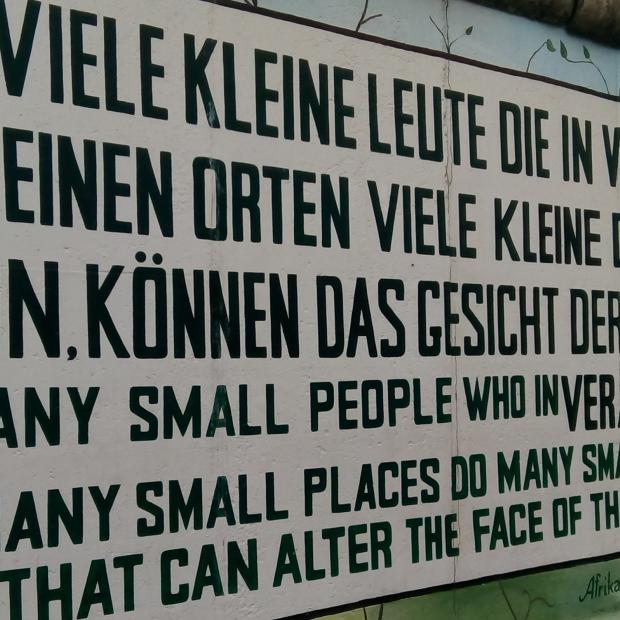 VIELE KLEINE LEUTE DIE IN V
EINEN ORTEN VIELE KLEINE D
N, KÖNNEN DAS GESICHT DER
ANY SMALL PEOPLE WHO IN VER
ANY SMALL PLACES DO MANY SMA
THAT CAN ALTER THE FACE OF TH
Afrika